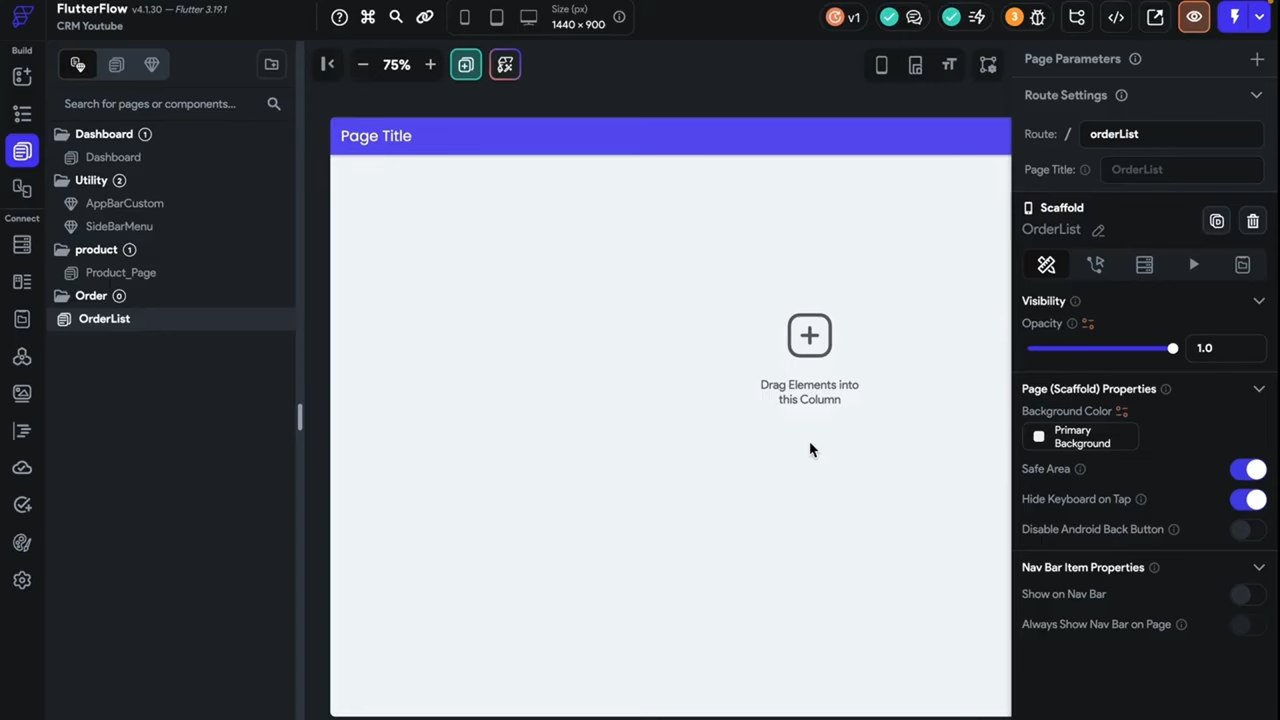 FlutterFlow v4.1.30 – Flutter 3.19.1
CRM Youtube
Size (px)
1440 × 900
v1
3
Build
75%
Page Parameters
Search for pages or components...
Route Settings
Dashboard 1
Dashboard
Utility 2
AppBarCustom
SideBarMenu
product 1
Product_Page
Order 0
OrderList
Connect
Page Title
Drag Elements into
this Column
Route: / orderList
Page Title: OrderList
Scaffold
OrderList
Visibility
Opacity
1.0
Page (Scaffold) Properties
Background Color
Primary
Background
Safe Area
Hide Keyboard on Tap
Disable Android Back Button
Nav Bar Item Properties
Show on Nav Bar
Always Show Nav Bar on Page